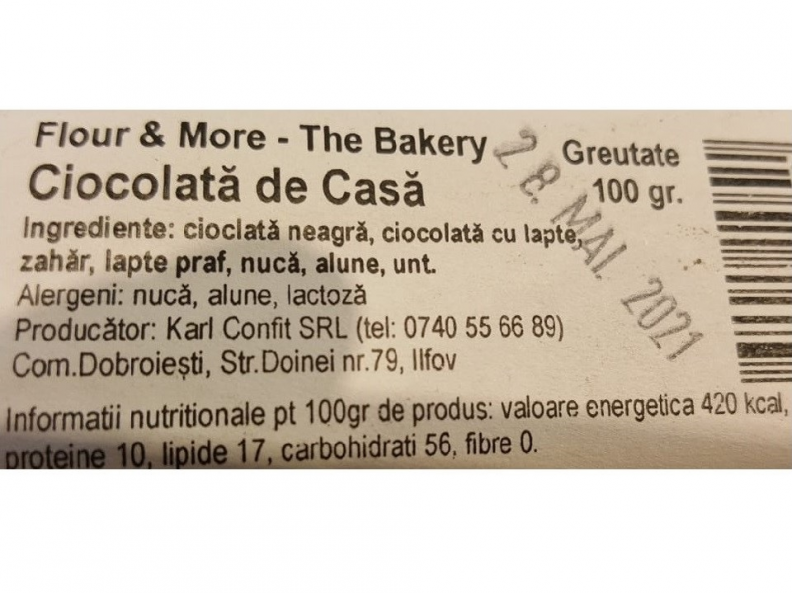 Flour & More - The Bakery
Ciocolată de Casă
Greutate
100 gr.
28. MAI. 2021
Ingrediente: cioclată neagră, ciocolată cu lapte,
zahăr, lapte praf, nucă, alune, unt.
Alergeni: nucă, alune, lactoză
Producător: Karl Confit SRL (tel: 0740 55 66 89)
Com.Dobroiești, Str.Doinei nr.79, Ilfov
Informatii nutritionale pt 100gr de produs: valoare energetica 420 kcal,
proteine 10, lipide 17, carbohidrati 56, fibre 0.